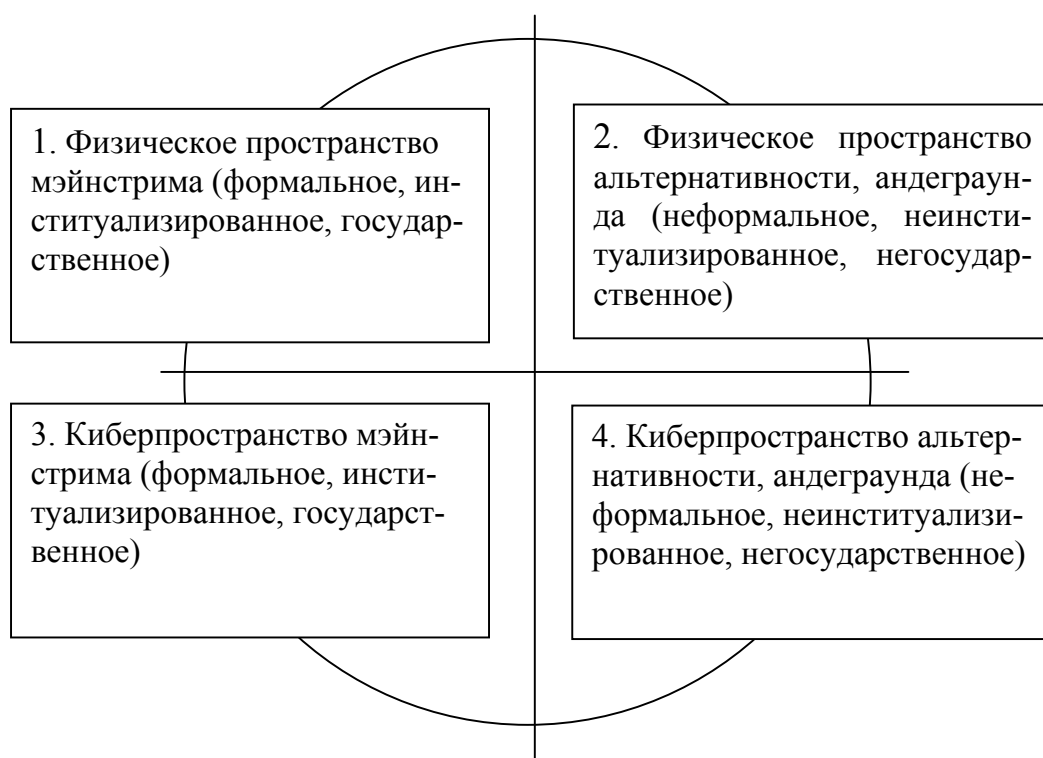 1. Физическое пространство
мэйнстрима (формальное, ин-
ституализированное, государ-
ственное)
2. Физическое пространство
альтернативности, андеграун-
да (неформальное, неинсти-
туализированное, негосудар-
ственное)
3. Киберпространство мэйн-
стрима (формальное, инсти-
туализированное, государст-
венное)
4. Киберпространство альтер-
нативности, андеграунда (не-
формальное, неинституализи-
рованное, негосударственное)